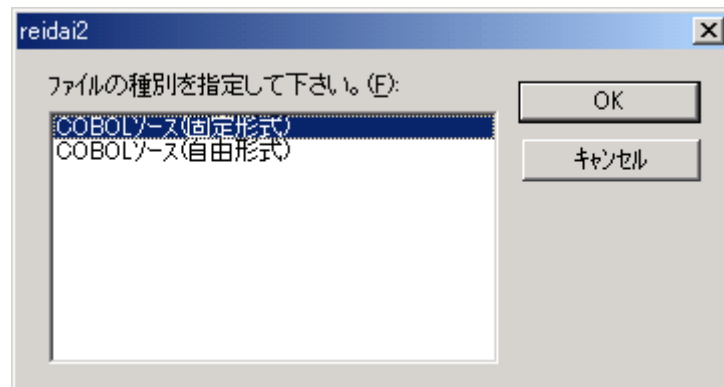 reidai2
ファイルの種別を指定して下さい。(F):
COBOLソース(固定形式)
COBOLソース(自由形式)
OK
キャンセル